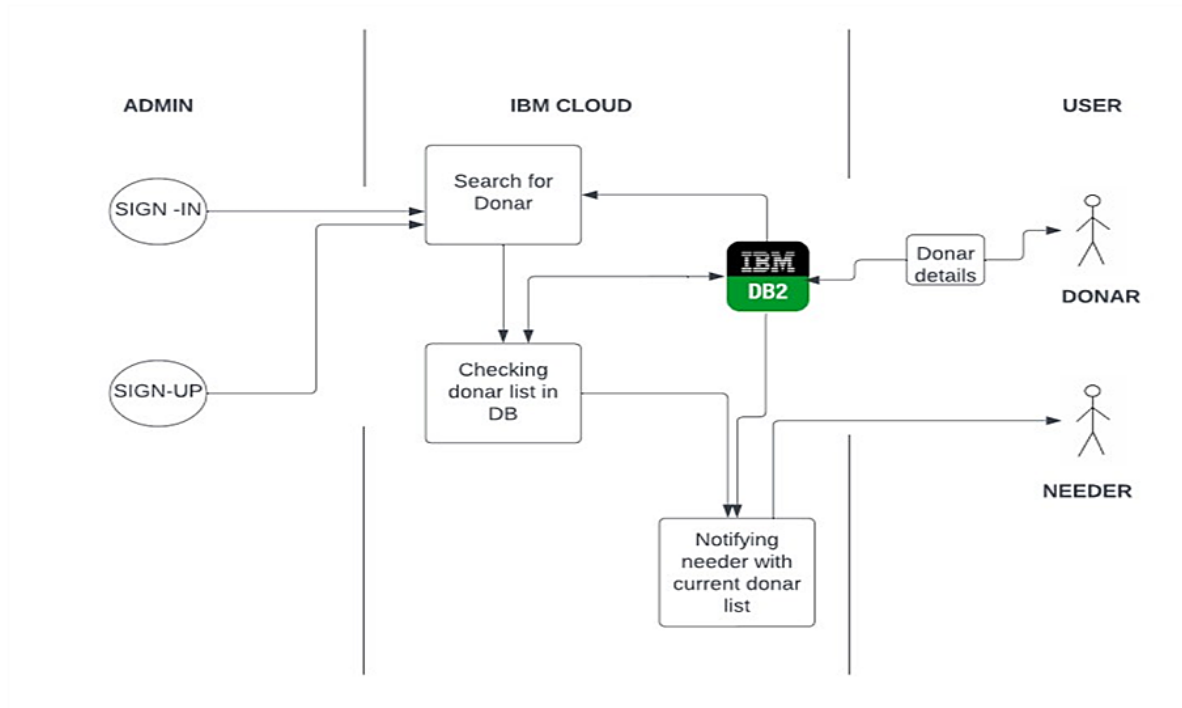 ADMIN
IBM CLOUD
USER
Search for
Donar
SIGN -IN
IBM
DB2
Donar
details
DONAR
SIGN-UP
Checking
donar list in
DB
NEEDER
Notifying
needer with
current donar
list